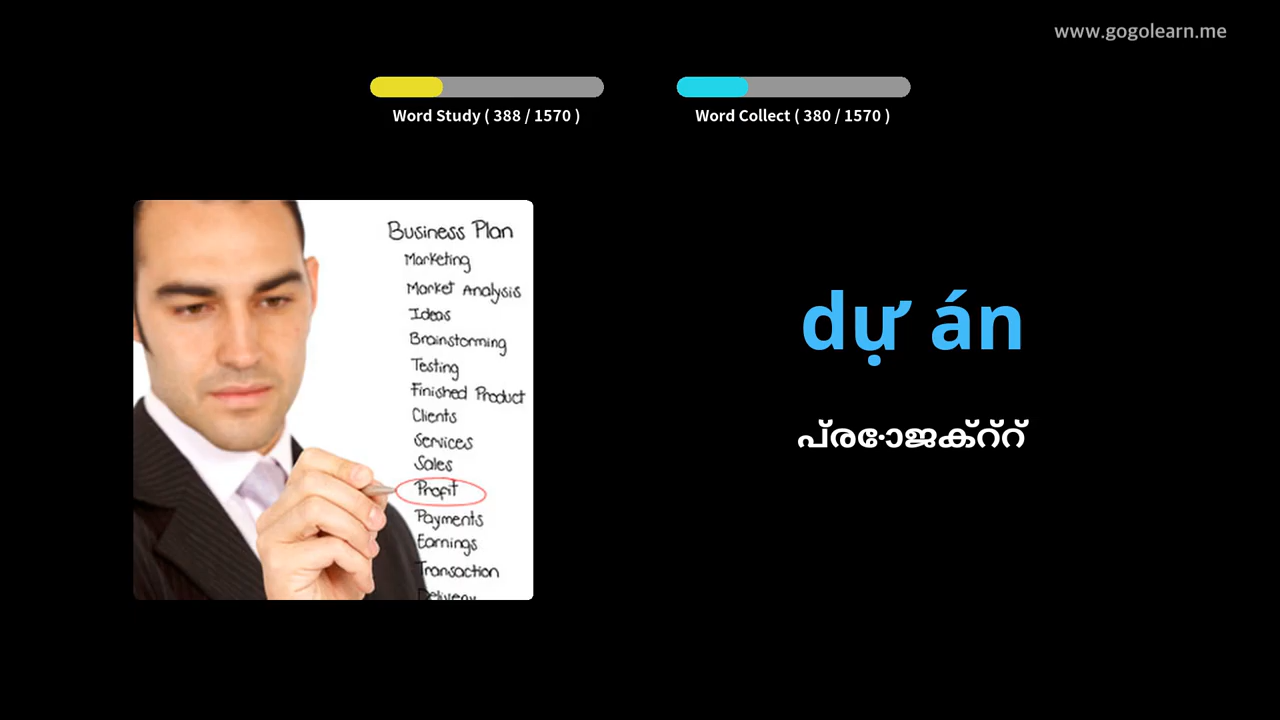 www.gogolearn.me
Word Study ( 388 / 1570 )
Word Collect ( 380 / 1570 )
Business Plan
Marketing
Market Analysis
Ideas
Brainstorming
Testing
Finished Product
Clients
Services
Sales
Profit
Payments
Earnings
Transaction
Delivery
dự án
പ്രോജക്റ്റ്